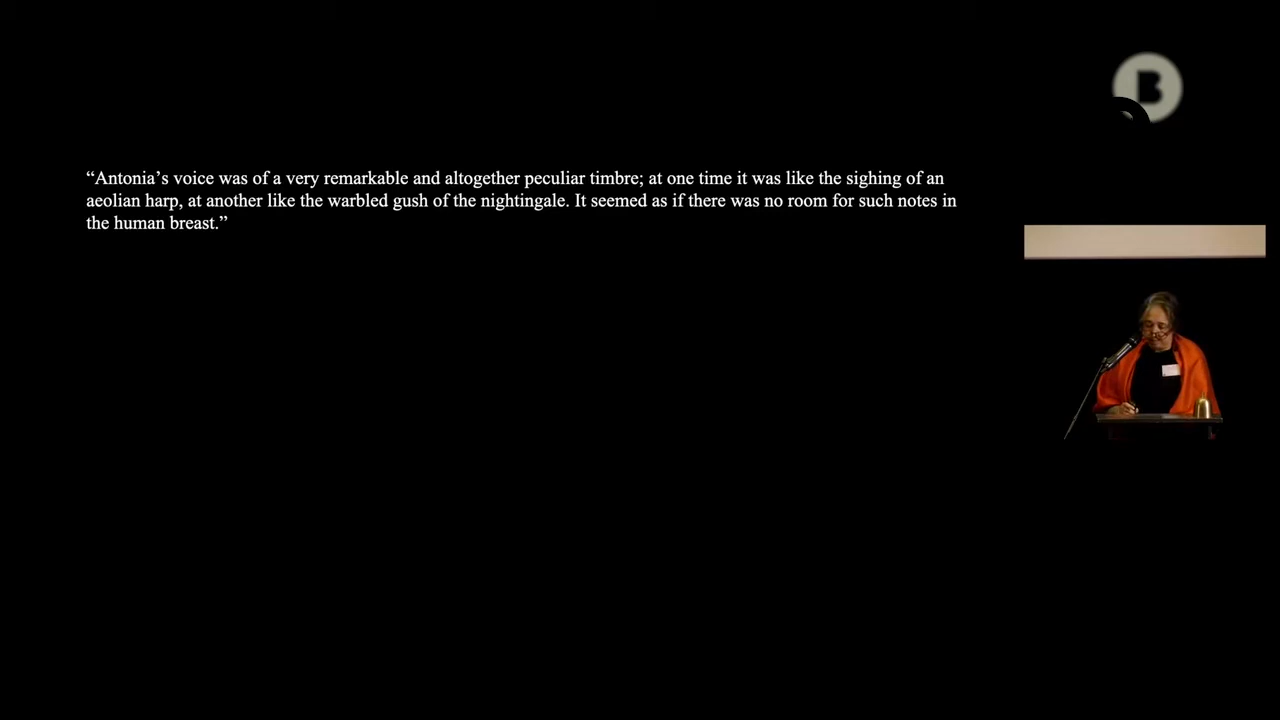 B
“Antonia’s voice was of a very remarkable and altogether peculiar timbre; at one time it was like the sighing of an
aeolian harp, at another like the warbled gush of the nightingale. It seemed as if there was no room for such notes in
the human breast.”